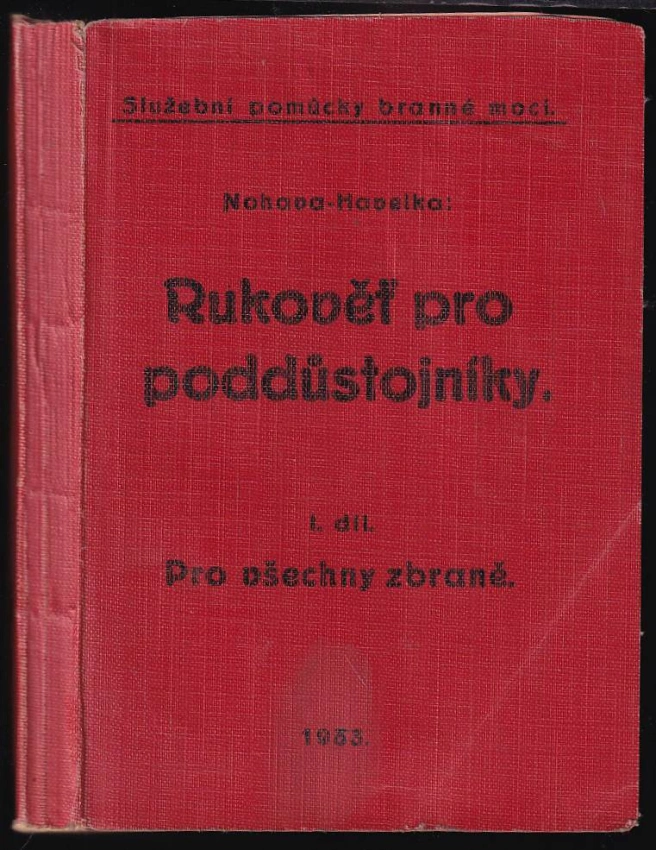 Služební pomůcky branné moci.
Nohava-Havelka:
Rukověť pro
poddůstojníky.
I. díl.
Pro všechny zbraně.
1933.